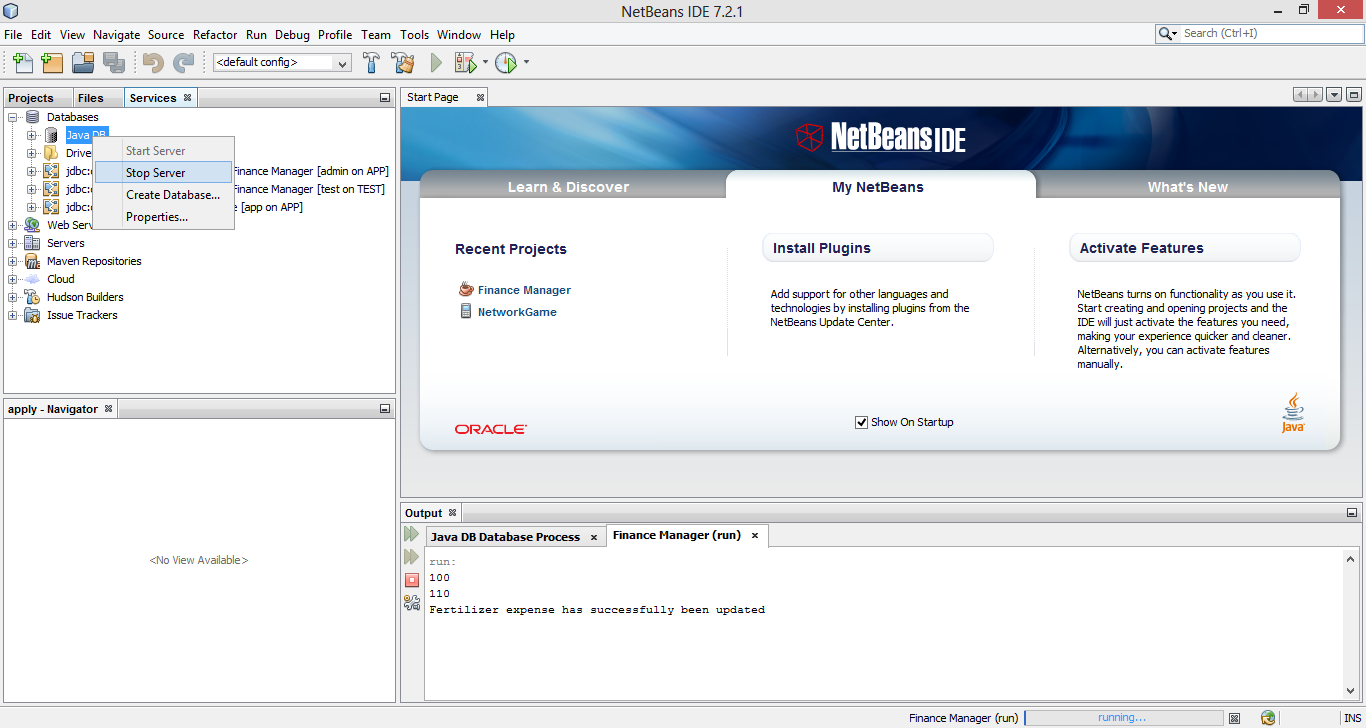 NetBeans IDE 7.2.1
File Edit View Navigate Source Refactor Run Debug Profile Team Tools Window Help
Search (Ctrl+I)
<default config>
Projects Files Services
Databases
Java DB
Drive
jdbc: Finance Manager [admin on APP]
jdbc: Finance Manager [test on TEST]
jdbc: [app on APP]
Web Serv
Servers
Maven Repositories
Cloud
Hudson Builders
Issue Trackers
Start Server
Stop Server
Create Database...
Properties...
apply - Navigator
<No View Available>
Start Page
NetBeans IDE
Learn & Discover
My NetBeans
What's New
Recent Projects
Finance Manager
NetworkGame
Install Plugins
Add support for other languages and
technologies by installing plugins from the
NetBeans Update Center.
Activate Features
NetBeans turns on functionality as you use it.
Start creating and opening projects and the
IDE will just activate the features you need,
making your experience quicker and cleaner.
Alternatively, you can activate features
manually.
ORACLE
Show On Startup
Java
Output
Java DB Database Process
Finance Manager (run)
run:
100
110
Fertilizer expense has successfully been updated
Finance Manager (run)
running...
INS